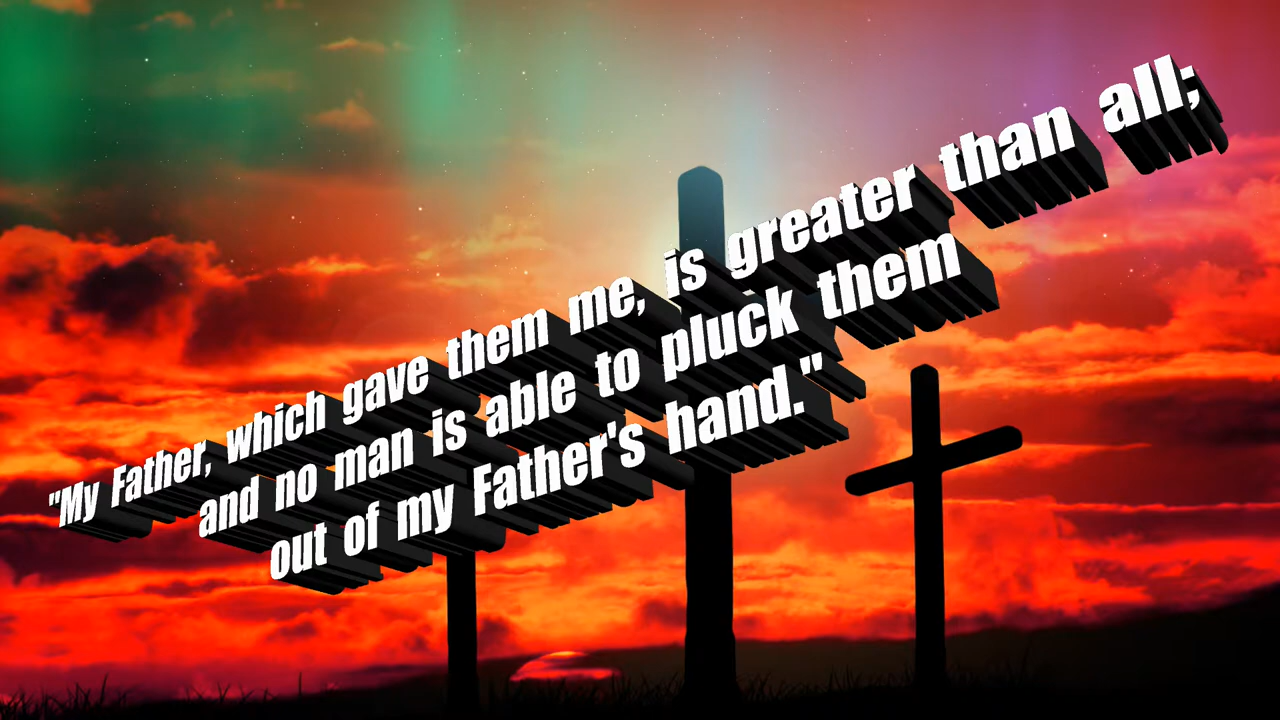 "My Father, which gave them me, is greater than all;
and no man is able to pluck them
out of my Father's hand."